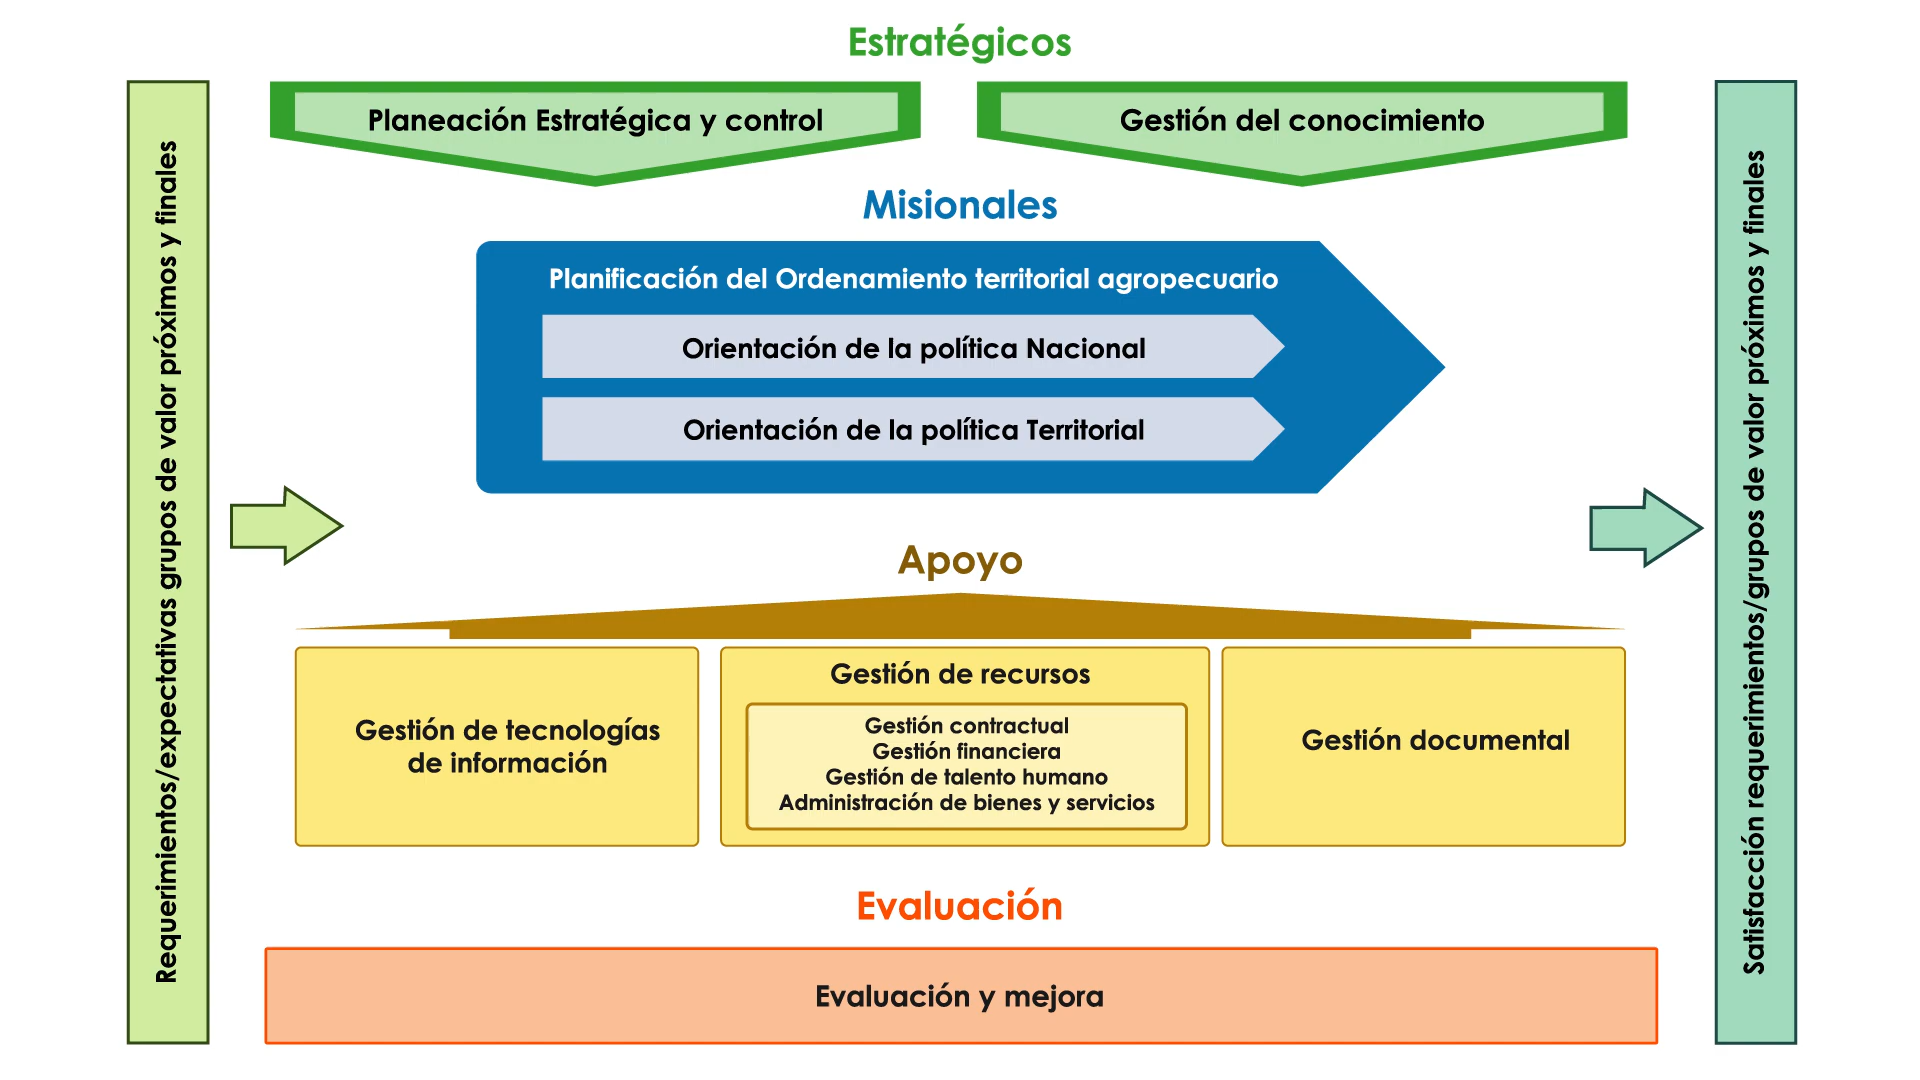 Estratégicos
Requerimientos/expectativas grupos de valor próximos y finales
Planeación Estratégica y control
Gestión del conocimiento
Misionales
Planificación del Ordenamiento territorial agropecuario
Orientación de la política Nacional
Orientación de la política Territorial
Apoyo
Gestión de tecnologías
de información
Gestión de recursos
Gestión contractual
Gestión financiera
Gestión de talento humano
Administración de bienes y servicios
Gestión documental
Evaluación
Evaluación y mejora
Satisfacción requerimientos/grupos de valor próximos y finales